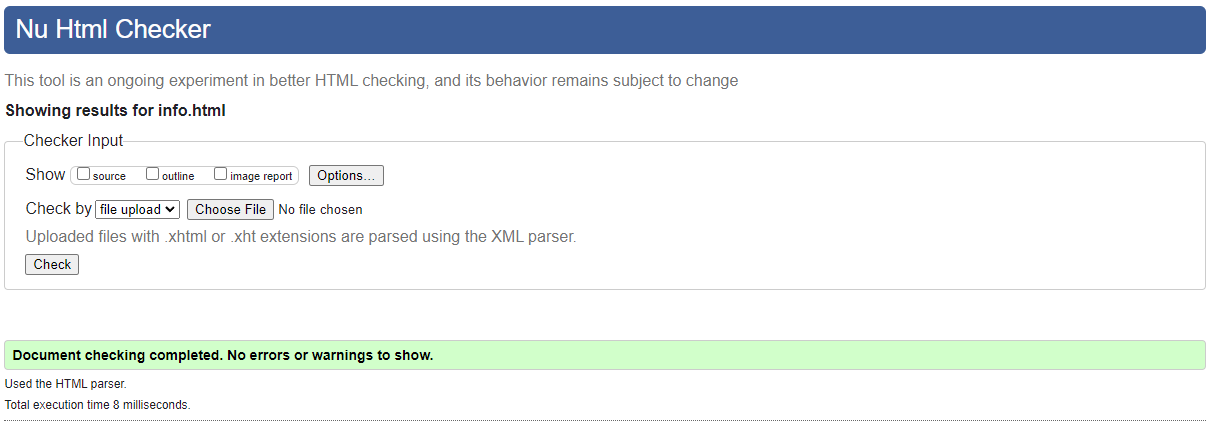 Nu Html Checker
This tool is an ongoing experiment in better HTML checking, and its behavior remains subject to change
Showing results for info.html
Checker Input
Show source outline image report Options...
Check by file upload Choose File No file chosen
Uploaded files with .xhtml or .xht extensions are parsed using the XML parser.
Check
Document checking completed. No errors or warnings to show.
Used the HTML parser.
Total execution time 8 milliseconds.